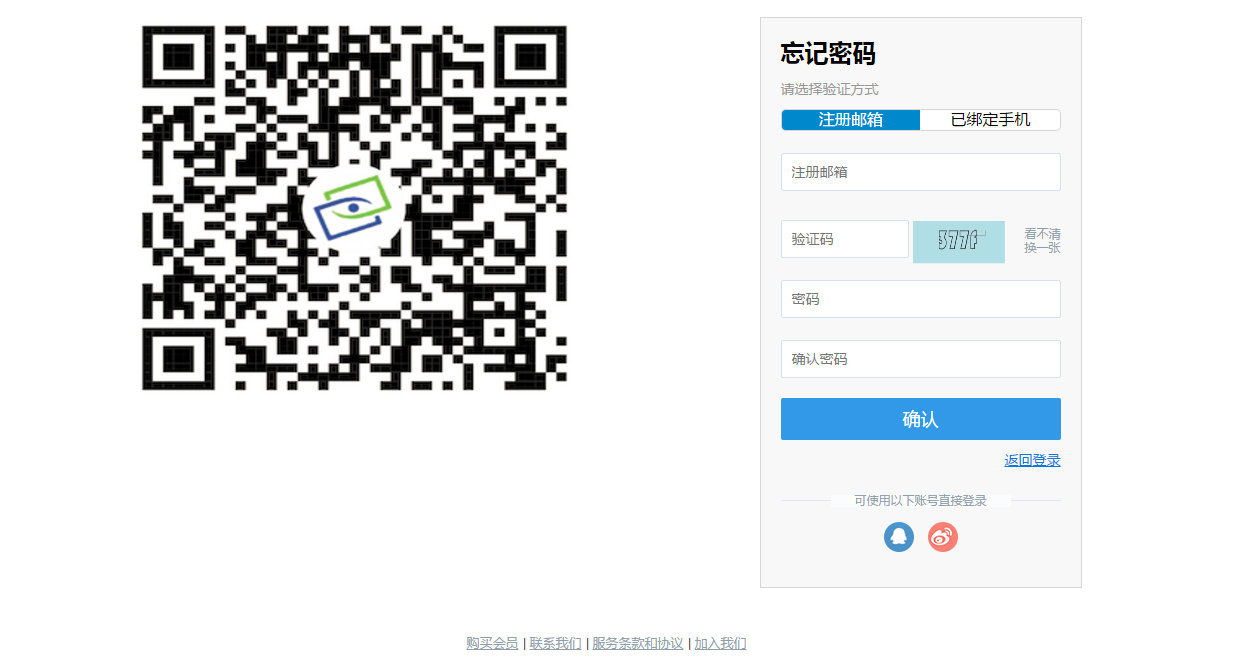 忘记密码
请选择验证方式
注册邮箱 已绑定手机
注册邮箱
验证码
看不清
换一张
密码
确认密码
确认
返回登录
可使用以下账号直接登录
购买会员 | 联系我们 | 服务条款和协议 | 加入我们